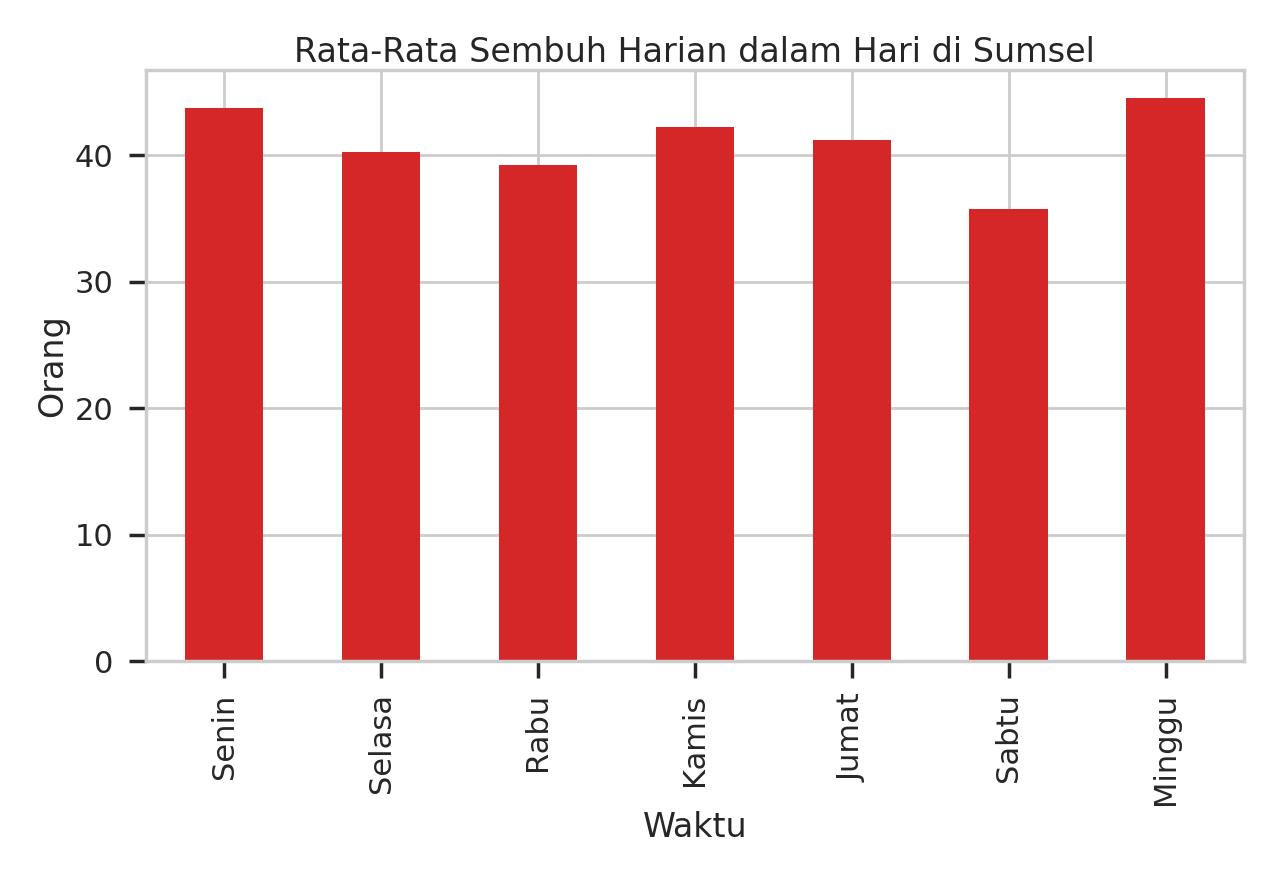 Rata-Rata Sembuh Harian dalam Hari di Sumsel
Orang
40
30
20
10
0
Senin
Selasa
Rabu
Kamis
Jumat
Sabtu
Minggu
Waktu